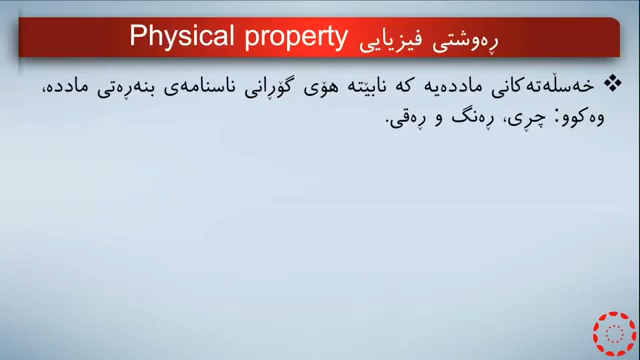 ڕەوشتی فیزیایی Physical property
❖ خەسڵەتەکانی ماددەیە کە نابێتە هۆی گۆڕانی ناسنامەی بنەڕەتی ماددە،
وەکوو: چڕی، ڕەنگ و ڕەقی.